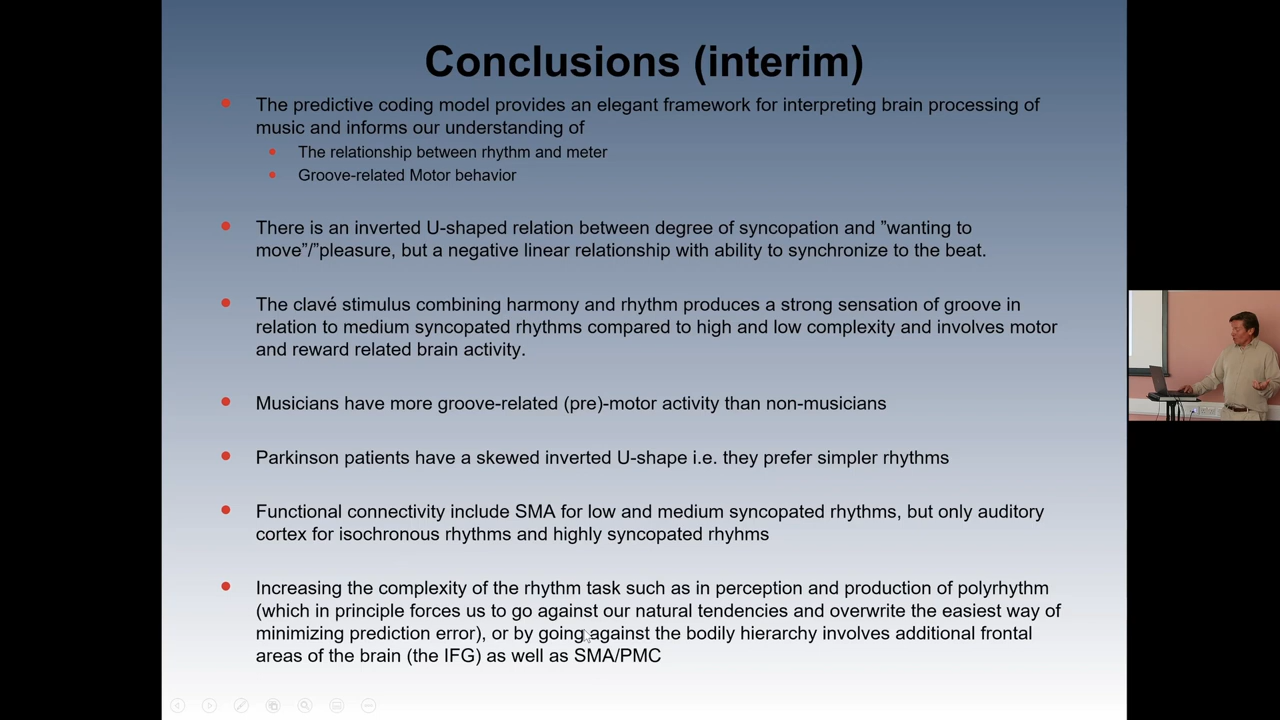 Conclusions (interim)
The predictive coding model provides an elegant framework for interpreting brain processing of
music and informs our understanding of
The relationship between rhythm and meter
Groove-related Motor behavior
There is an inverted U-shaped relation between degree of syncopation and ”wanting to
move”/”pleasure, but a negative linear relationship with ability to synchronize to the beat.
The clavé stimulus combining harmony and rhythm produces a strong sensation of groove in
relation to medium syncopated rhythms compared to high and low complexity and involves motor
and reward related brain activity.
Musicians have more groove-related (pre)-motor activity than non-musicians
Parkinson patients have a skewed inverted U-shape i.e. they prefer simpler rhythms
Functional connectivity include SMA for low and medium syncopated rhythms, but only auditory
cortex for isochronous rhythms and highly syncopated rhyhms
Increasing the complexity of the rhythm task such as in perception and production of polyrhythm
(which in principle forces us to go against our natural tendencies and overwrite the easiest way of
minimizing prediction error), or by going against the bodily hierarchy involves additional frontal
areas of the brain (the IFG) as well as SMA/PMC